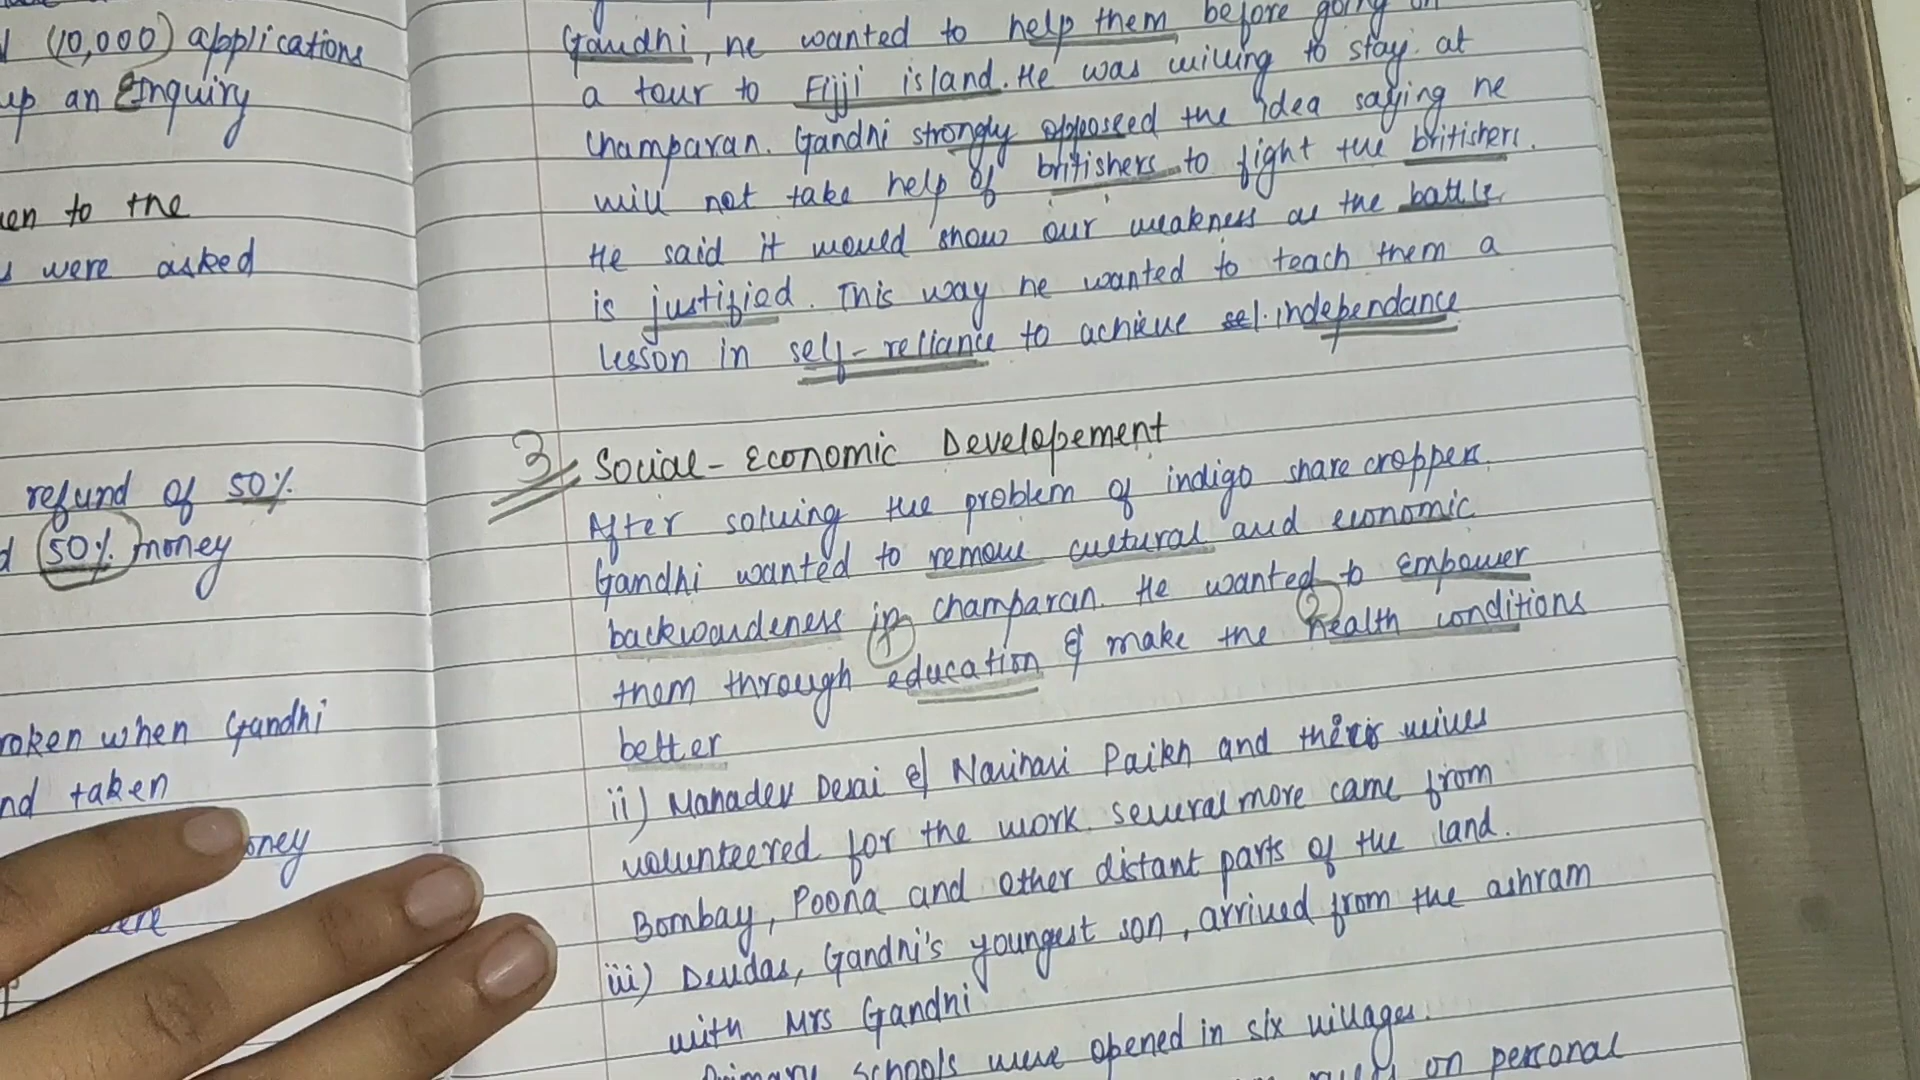 (10,000) applications
up an Enquiry
to the
were asked
refund of 50%
50% money
when Gandhi
taken
Gandhi, he wanted to help them before going on
a tour to Fijji island. He was willing to stay at
Champaran. Gandhi strongly opposeed the idea saying he
will not take help of britishers to fight the britishers.
He said it would show our weakness as the battle
is justified. This way he wanted to teach them a
lesson in self-reliance to achieve independance
3 Social-Economic Developement
After solving the problem of indigo share croppers
Gandhi wanted to remove cultural and economic
backwardeness in champaran. He wanted to empower
them through education & make the health conditions
better
ii) Mahadev Desai & Narihari Paikh and wives
volunteered for the work. several more came from
Bombay, Poona and other distant parts of the land.
iii) Devdas, Gandhi's youngest son, arrived from the ashram
with Mrs Gandhi
Primary schools were opened in six villages.
on personal